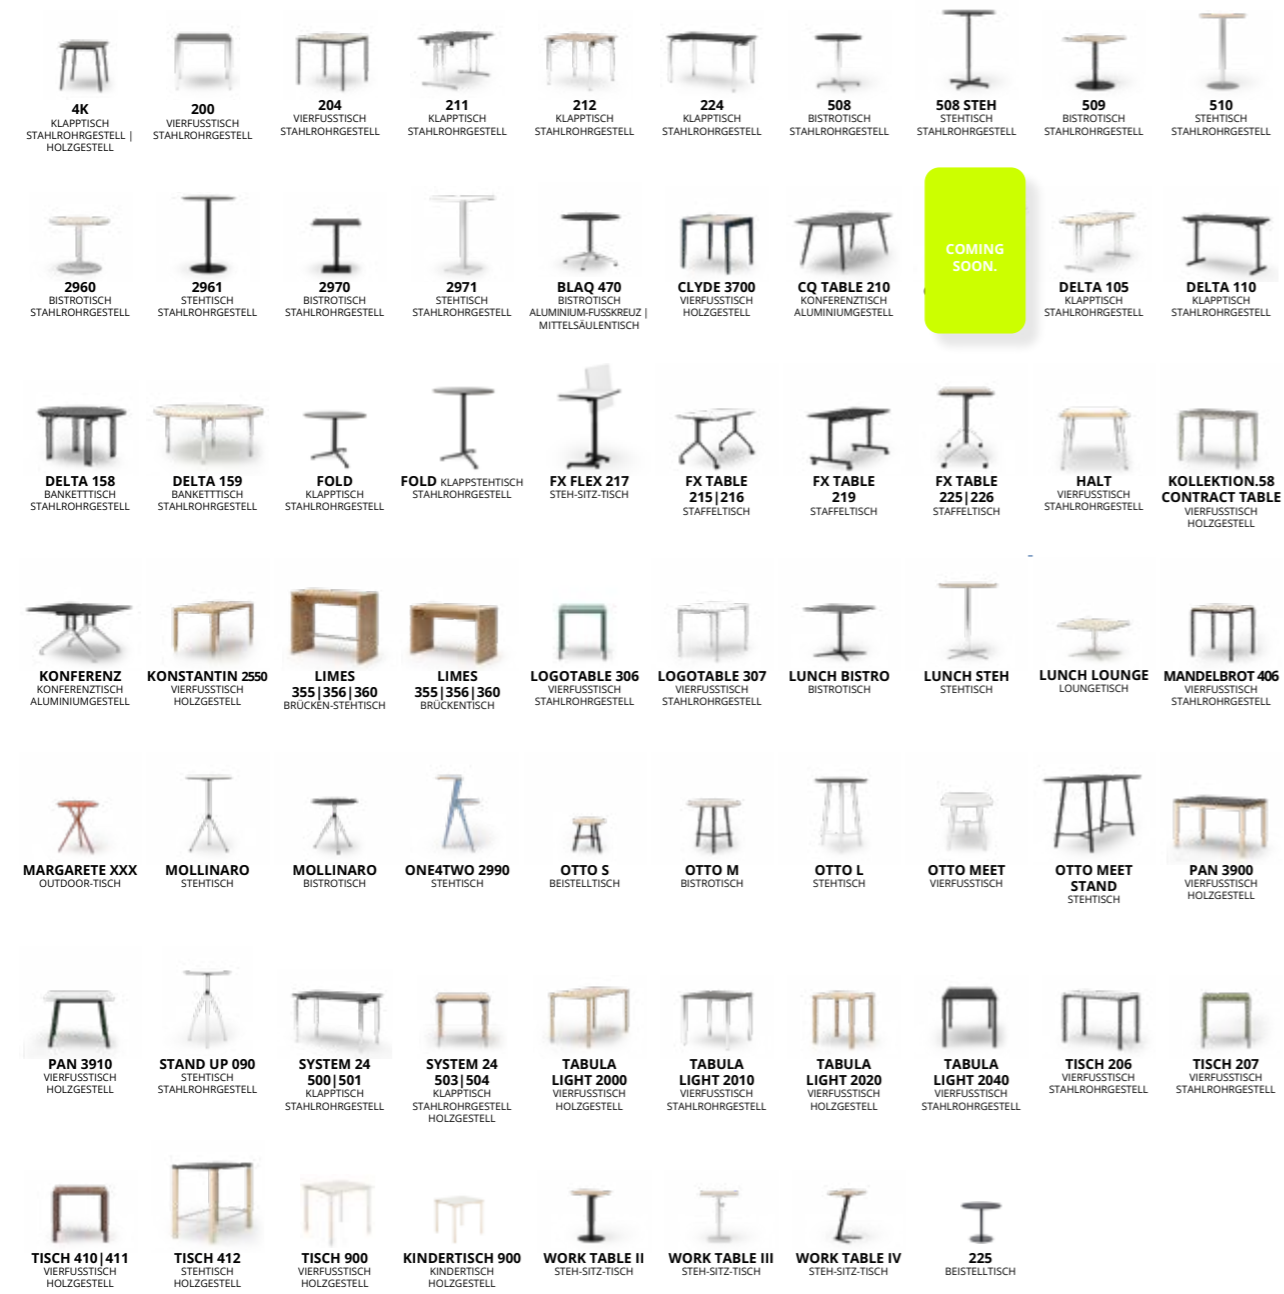 4K
KLAPPTISCH
STAHLROHRGESTELL |
HOLZGESTELL
200
VIERFUSSTISCH
STAHLROHRGESTELL
204
VIERFUSSTISCH
STAHLROHRGESTELL
211
KLAPPTISCH
STAHLROHRGESTELL
212
KLAPPTISCH
STAHLROHRGESTELL
224
KLAPPTISCH
STAHLROHRGESTELL
508
BISTROTISCH
STAHLROHRGESTELL
508 STEH
STEHTISCH
STAHLROHRGESTELL
509
BISTROTISCH
STAHLROHRGESTELL
510
STEHTISCH
STAHLROHRGESTELL
2960
BISTROTISCH
STAHLROHRGESTELL
2961
STEHTISCH
STAHLROHRGESTELL
2970
BISTROTISCH
STAHLROHRGESTELL
2971
STEHTISCH
STAHLROHRGESTELL
BLAQ 470
BISTROTISCH
ALUMINIUM-FUSSKREUZ |
MITTELSÄULENTISCH
CLYDE 3700
VIERFUSSTISCH
HOLZGESTELL
CQ TABLE 210
KONFERENZTISCH
ALUMINIUMGESTELL
COMING
SOON.
DELTA 105
KLAPPTISCH
STAHLROHRGESTELL
DELTA 110
KLAPPTISCH
STAHLROHRGESTELL
DELTA 158
BANKETTTISCH
STAHLROHRGESTELL
DELTA 159
BANKETTTISCH
STAHLROHRGESTELL
FOLD
KLAPPTISCH
STAHLROHRGESTELL
FOLD KLAPPSTEHTISCH
STAHLROHRGESTELL
FX FLEX 217
STEH-SITZ-TISCH
FX TABLE
215|216
STAFFELTISCH
FX TABLE
219
STAFFELTISCH
FX TABLE
225|226
STAFFELTISCH
HALT
VIERFUSSTISCH
STAHLROHRGESTELL
KOLLEKTION.58
CONTRACT TABLE
VIERFUSSTISCH
HOLZGESTELL
KONFERENZ
KONFERENZTISCH
ALUMINIUMGESTELL
KONSTANTIN 2550
VIERFUSSTISCH
HOLZGESTELL
LIMES
355|356|360
BRÜCKEN-STEHTISCH
LIMES
355|356|360
BRÜCKENTISCH
LOGOTABLE 306
VIERFUSSTISCH
STAHLROHRGESTELL
LOGOTABLE 307
VIERFUSSTISCH
STAHLROHRGESTELL
LUNCH BISTRO
BISTROTISCH
LUNCH STEH
STEHTISCH
LUNCH LOUNGE
LOUNGETISCH
MANDELBROT 406
VIERFUSSTISCH
STAHLROHRGESTELL
MARGARETE XXX
OUTDOOR-TISCH
MOLLINARO
STEHTISCH
MOLLINARO
BISTROTISCH
ONE4TWO 2990
STEHTISCH
OTTO S
BEISTELLTISCH
OTTO M
BISTROTISCH
OTTO L
STEHTISCH
OTTO MEET
VIERFUSSTISCH
OTTO MEET
STAND
STEHTISCH
PAN 3900
VIERFUSSTISCH
HOLZGESTELL
PAN 3910
VIERFUSSTISCH
HOLZGESTELL
STAND UP 090
STEHTISCH
STAHLROHRGESTELL
SYSTEM 24
500|501
KLAPPTISCH
STAHLROHRGESTELL
SYSTEM 24
503|504
KLAPPTISCH
STAHLROHRGESTELL
HOLZGESTELL
TABULA
LIGHT 2000
VIERFUSSTISCH
HOLZGESTELL
TABULA
LIGHT 2010
VIERFUSSTISCH
STAHLROHRGESTELL
TABULA
LIGHT 2020
VIERFUSSTISCH
HOLZGESTELL
TABULA
LIGHT 2040
VIERFUSSTISCH
STAHLROHRGESTELL
TISCH 206
VIERFUSSTISCH
STAHLROHRGESTELL
TISCH 207
VIERFUSSTISCH
STAHLROHRGESTELL
TISCH 410|411
VIERFUSSTISCH
HOLZGESTELL
TISCH 412
STEHTISCH
HOLZGESTELL
TISCH 900
VIERFUSSTISCH
HOLZGESTELL
KINDERTISCH 900
KINDERTISCH
HOLZGESTELL
WORK TABLE II
STEH-SITZ-TISCH
WORK TABLE III
STEH-SITZ-TISCH
WORK TABLE IV
STEH-SITZ-TISCH
225
BEISTELLTISCH